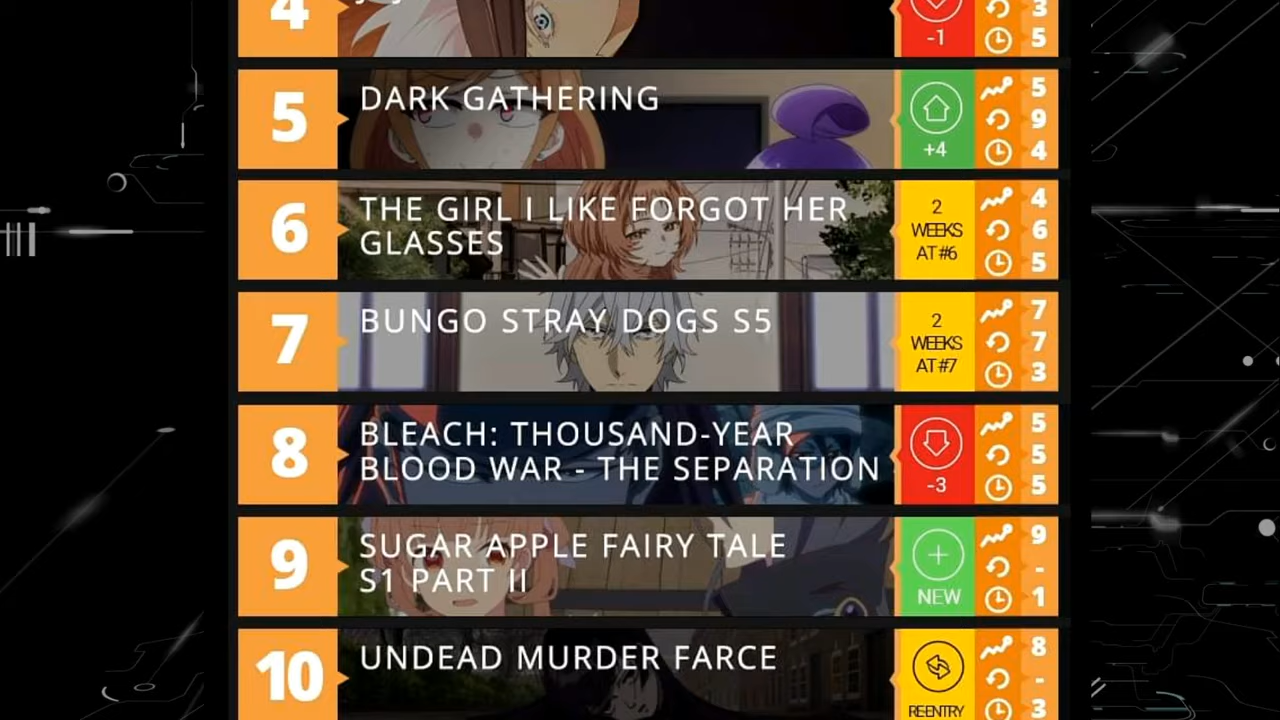 4
-1
3
5
5
DARK GATHERING
+4
5
9
4
6
THE GIRL I LIKE FORGOT HER
GLASSES
2
WEEKS
AT #6
4
6
5
7
BUNGO STRAY DOGS S5
2
WEEKS
AT #7
7
7
3
8
BLEACH: THOUSAND-YEAR
BLOOD WAR - THE SEPARATION
-3
5
5
5
9
SUGAR APPLE FAIRY TALE
S1 PART II
NEW
9
-
1
10
UNDEAD MURDER FARCE
RE-ENTRY
8
-
3